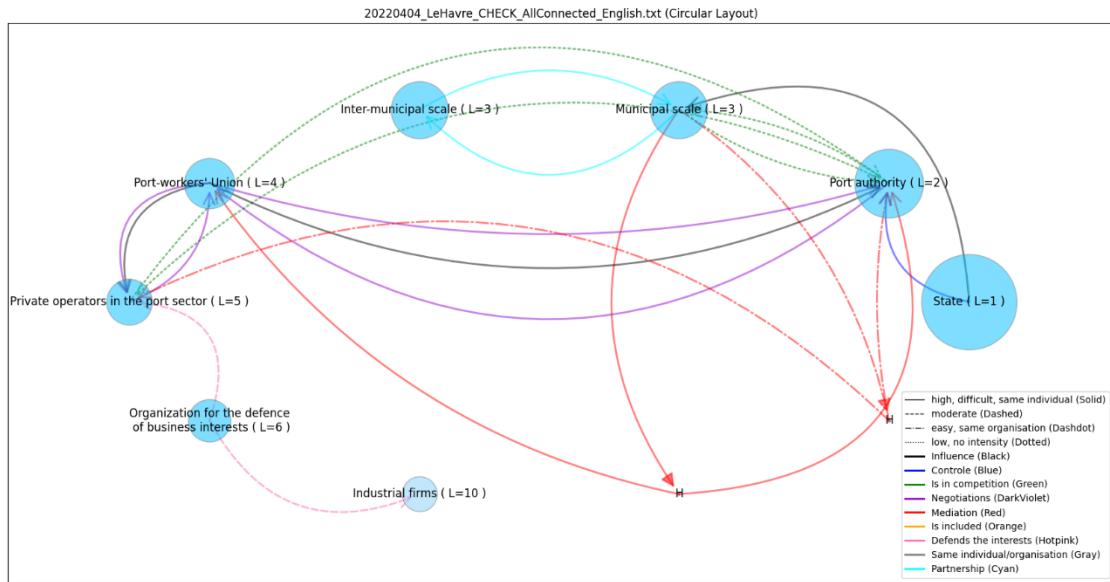 20220404_LeHavre_CHECK_AllConnected_English.txt (Circular Layout)
Inter-municipal scale ( L=3 )
Municipal scale ( L=3 )
Port-workers' Union ( L=4 )
Port authority ( L=2 )
Private operators in the port sector ( L=5 )
State ( L=1 )
Organization for the defence
of business interests ( L=6 )
H
Industrial firms ( L=10 )
H
high, difficult, same individual (Solid)
moderate (Dashed)
easy, same organisation (Dashdot)
low, no intensity (Dotted)
Influence (Black)
Controle (Blue)
Is in competition (Green)
Negotiations (DarkViolet)
Mediation (Red)
Is included (Orange)
Defends the interests (Hotpink)
Same individual/organisation (Gray)
Partnership (Cyan)